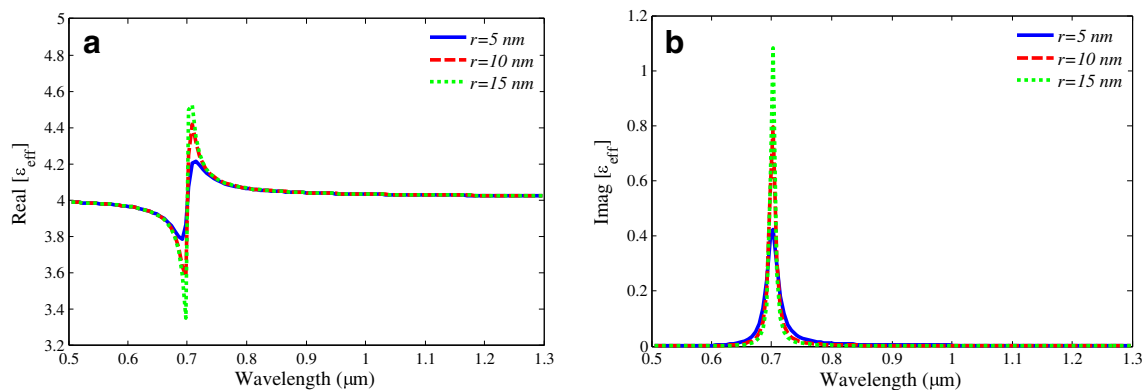 a
r=5 nm
r=10 nm
r=15 nm
5
4.8
4.4
4.2
4
3.8
3.6
3.4
3.2
Real [εeff]
0.5 0.6 0.7 0.8 0.9 1 1.1 1.2 1.3
Wavelength (μm)
b
r=5 nm
r=10 nm
r=15 nm
1.2
1
0.8
0.6
0.4
0.2
0
Imag [εeff]
0.5 0.6 0.7 0.8 0.9 1.0 1.1 1.2 1.3
Wavelength (μm)